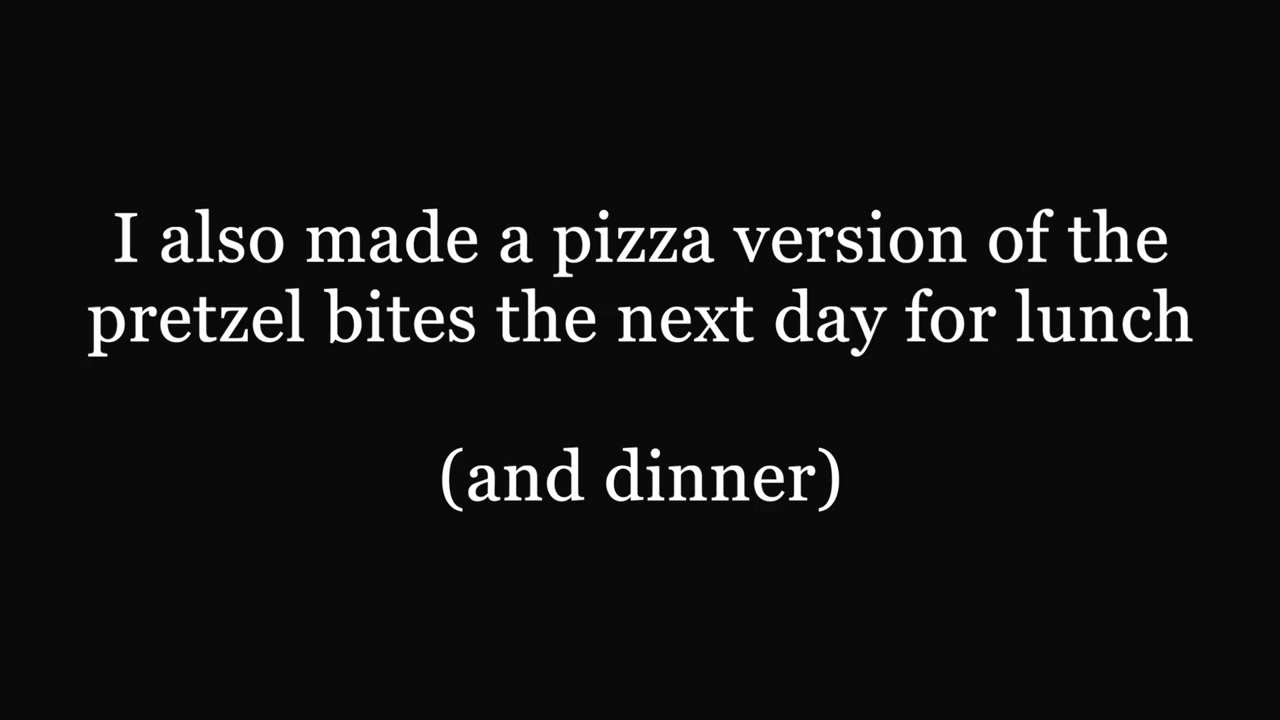 I also made a pizza version of the
pretzel bites the next day for lunch
(and dinner)